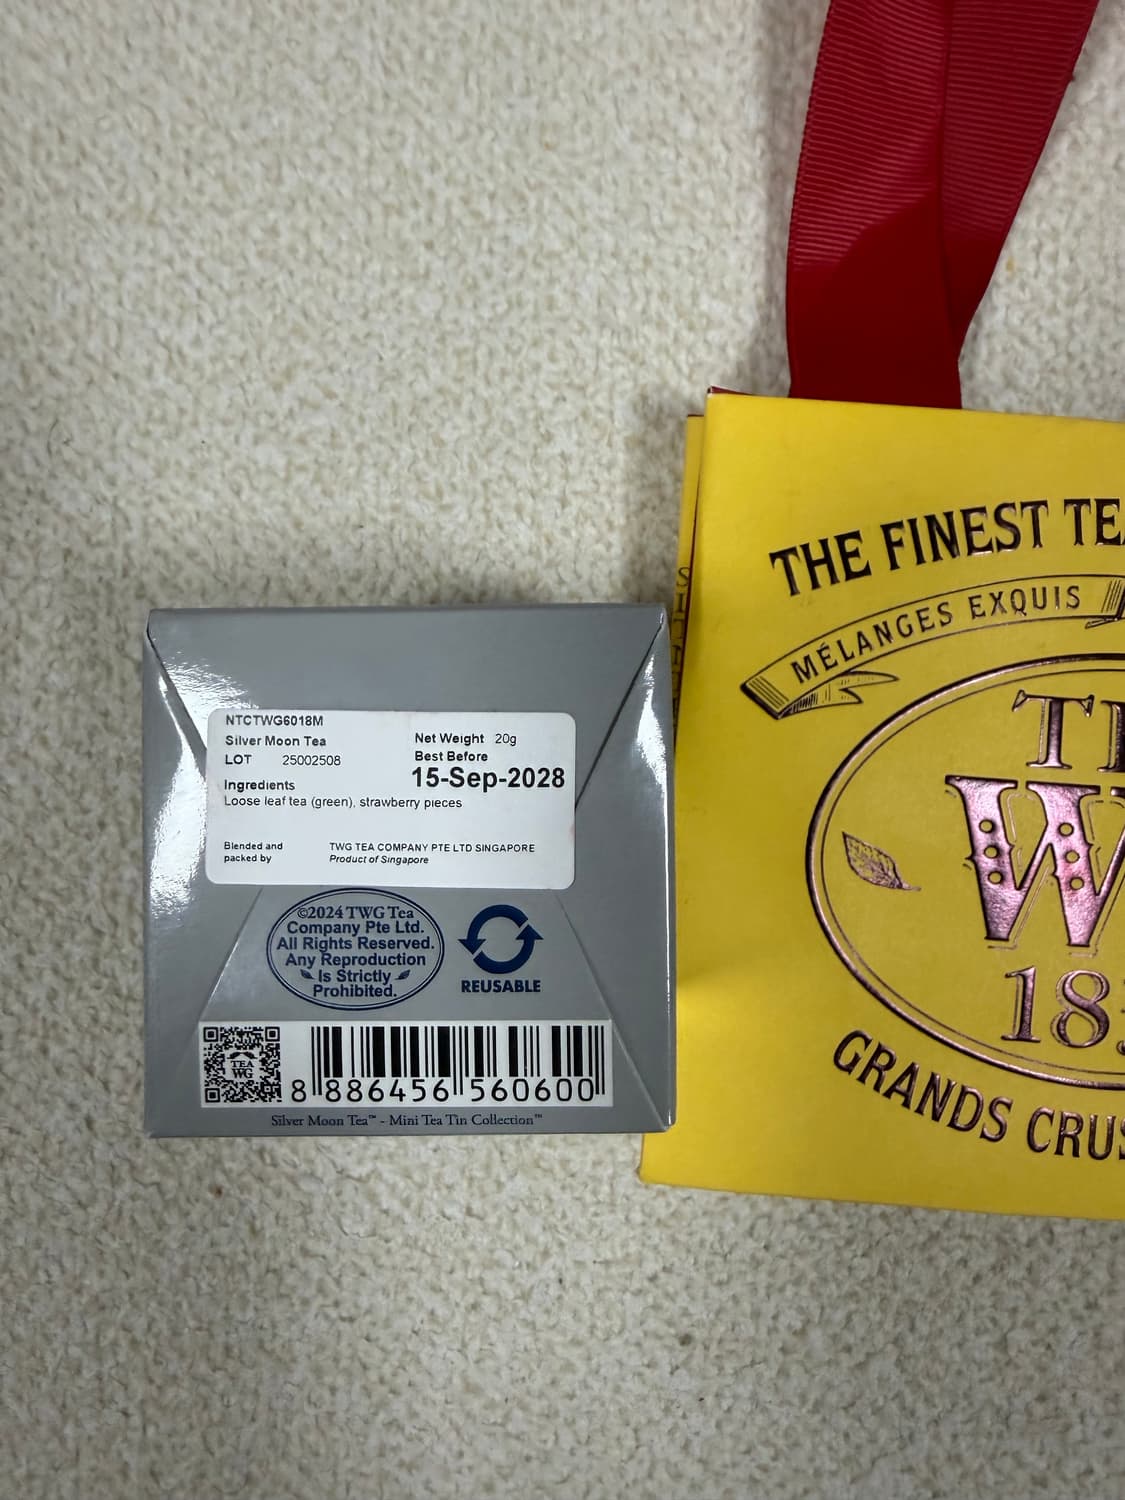 NTCTWG6018M
Silver Moon Tea
LOT 25002508
Net Weight 20g
Best Before
15-Sep-2028
Ingredients
Loose leaf tea (green), strawberry pieces
Blended and
packed by
TWG TEA COMPANY PTE LTD SINGAPORE
Product of Singapore
©2024 TWG Tea
Company Pte Ltd.
All Rights Reserved.
Any Reproduction
Is Strictly
Prohibited.
REUSABLE
TEA
WG
8 886456 560600
Silver Moon Tea™ - Mini Tea Tin Collection™
THE FINEST
MÉLANGES EXQUIS
W
GRANDS